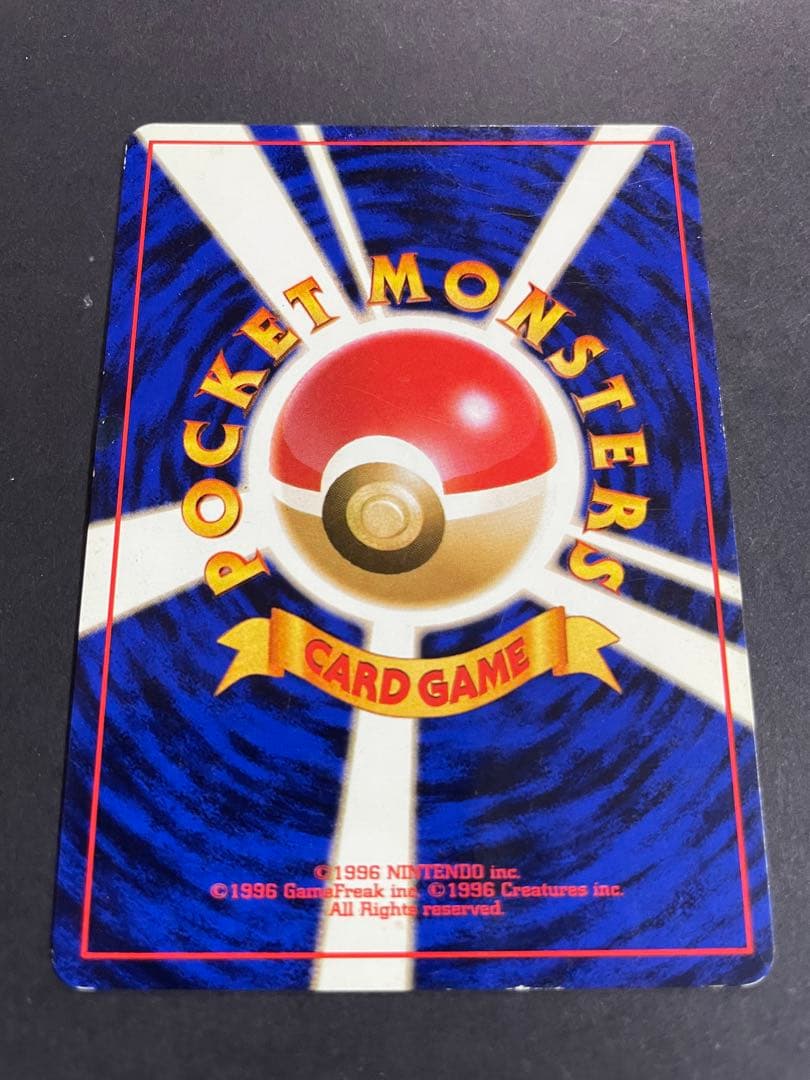 POCKET MONSTERS
CARD GAME
©1996 NINTENDO inc.
©1996 GameFreak inc. ©1996 Creatures inc.
All Rights reserved.